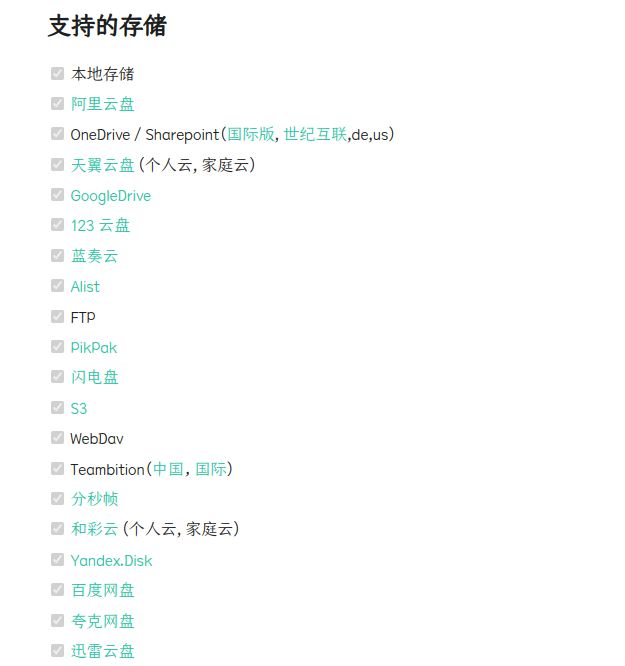 支持的存储
本地存储
阿里云盘
OneDrive / Sharepoint(国际版, 世纪互联,de,us)
天翼云盘 (个人云, 家庭云)
GoogleDrive
123 云盘
蓝奏云
Alist
FTP
PikPak
闪电盘
S3
WebDav
Teambition(中国, 国际)
分秒帧
和彩云 (个人云, 家庭云)
Yandex.Disk
百度网盘
夸克网盘
迅雷云盘